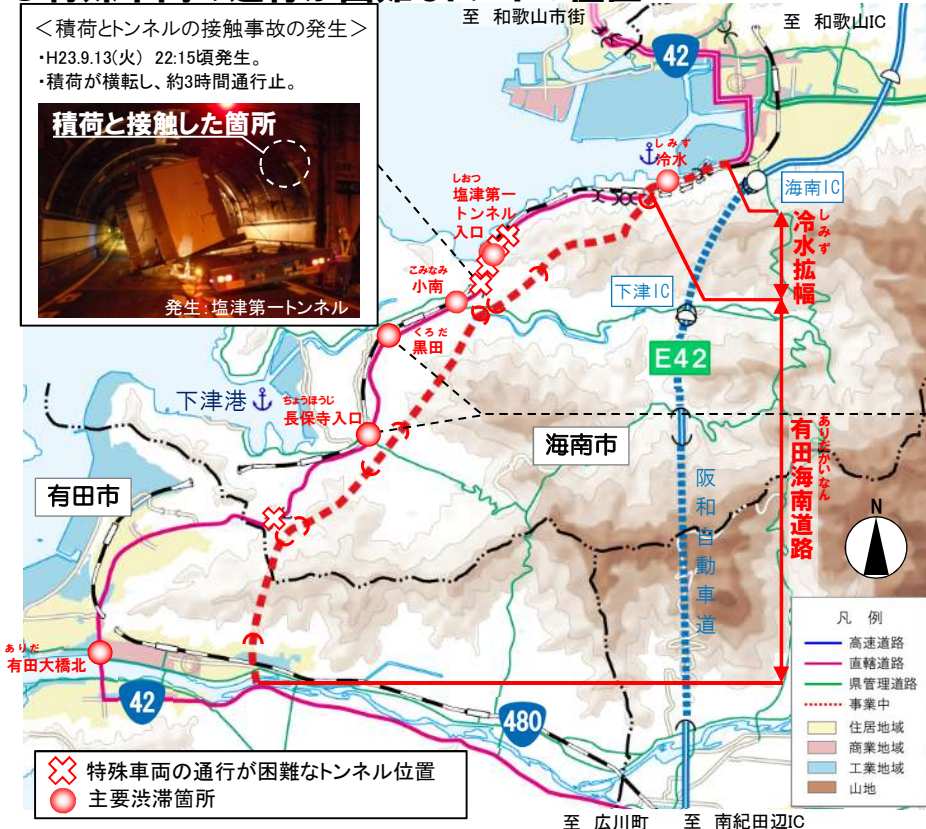 至 和歌山市街
至 和歌山IC
＜積荷とトンネルの接触事故の発生＞
・H23.9.13(火) 22:15頃発生。
・積荷が横転し、約3時間通行止。
積荷と接触した箇所
発生：塩津第一トンネル
42
しみず
冷水
海南IC
しおつ
塩津第一
トンネル
入口
しみず
冷水拡幅
こみなみ
小南
下津IC
くろだ
黒田
E42
下津港
ちょうほうじ
長保寺入口
海南市
ありだかいなん
有田海南道路
有田市
阪和自動車道
N
ありだ
有田大橋北
42
480
凡 例
高速道路
直轄道路
県管理道路
事業中
住居地域
商業地域
工業地域
山地
特殊車両の通行が困難なトンネル位置
主要渋滞箇所
至 広川町
至 南紀田辺IC